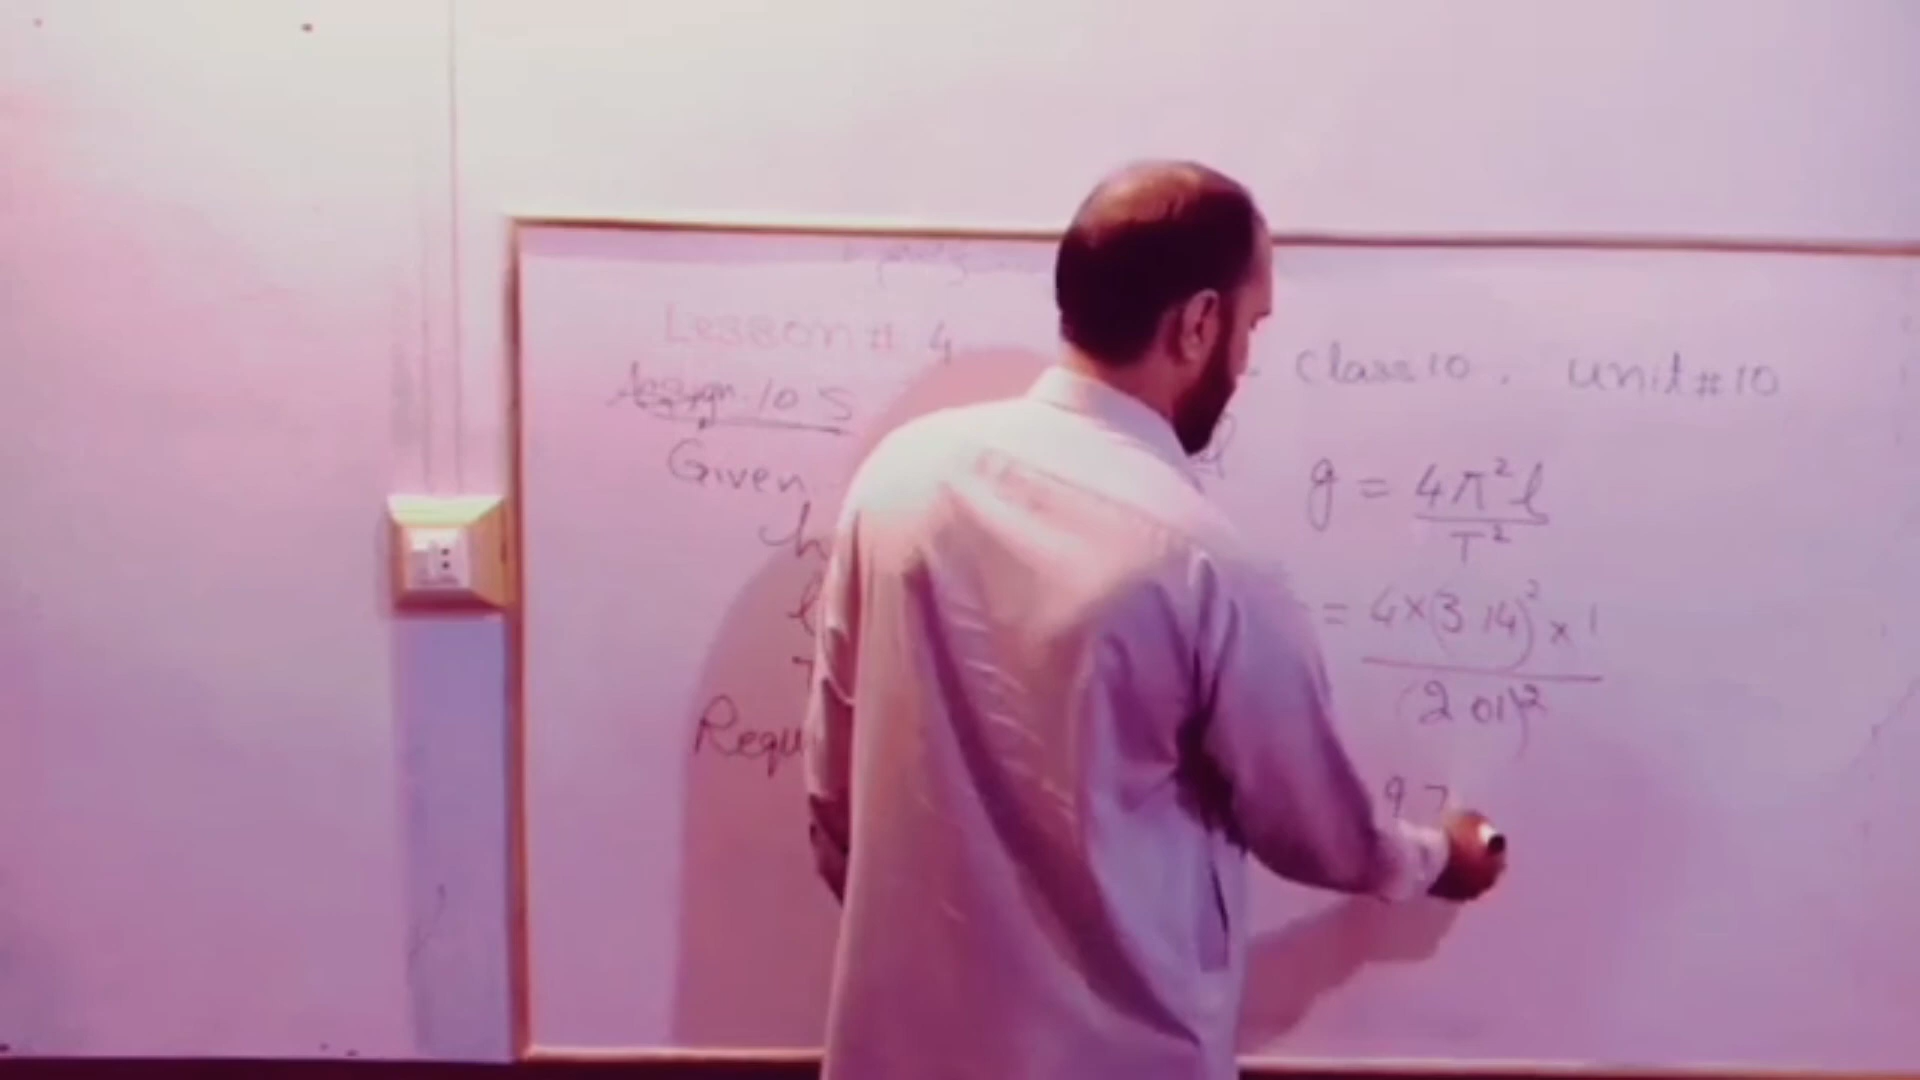 Lesson # 4
class 10, unit # 10
Assign. 10 5
Given
h
l
g = 4π²l / T²
= 4×(3.14)² × 1 / (2.01)²
Requ
9.7